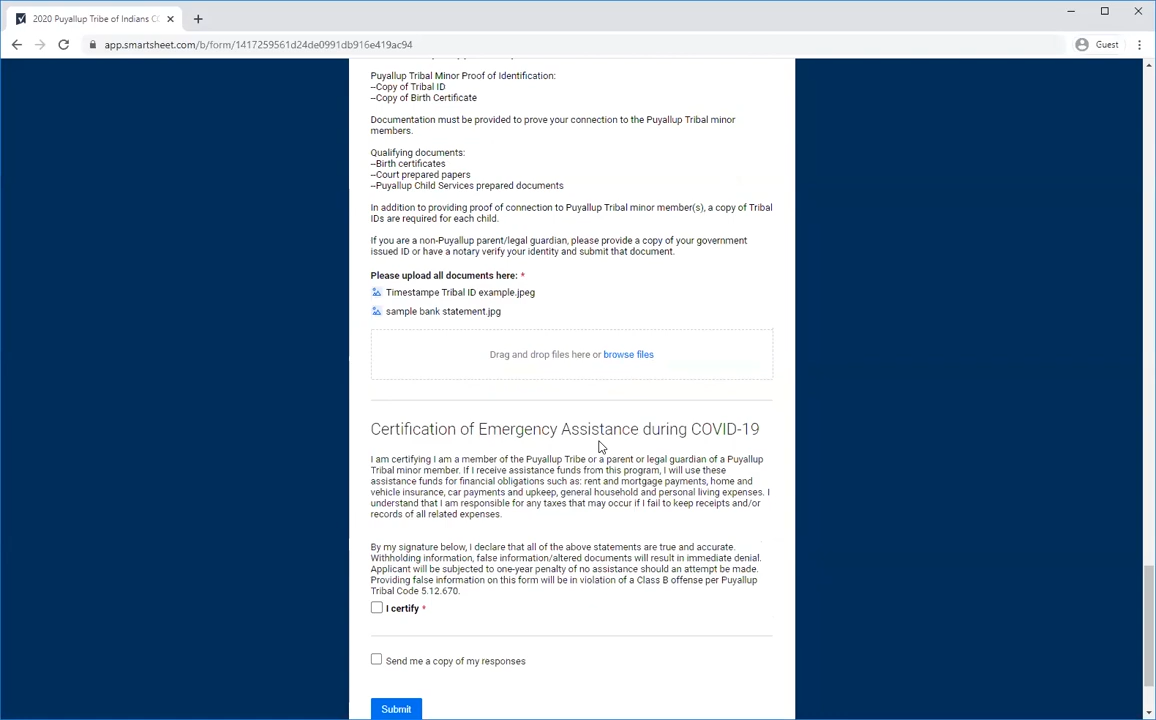 2020 Puyallup Tribe of Indians CC
app.smartsheet.com/b/form/1417259561d24de0991db916e419ac94
Guest
Puyallup Tribal Minor Proof of Identification:
--Copy of Tribal ID
--Copy of Birth Certificate
Documentation must be provided to prove your connection to the Puyallup Tribal minor
members.
Qualifying documents:
--Birth certificates
--Court prepared papers
--Puyallup Child Services prepared documents
In addition to providing proof of connection to Puyallup Tribal minor member(s), a copy of Tribal
IDs are required for each child.
If you are a non-Puyallup parent/legal guardian, please provide a copy of your government
issued ID or have a notary verify your identity and submit that document.
Please upload all documents here: *
Timestampe Tribal ID example.jpeg
sample bank statement.jpg
Drag and drop files here or browse files
Certification of Emergency Assistance during COVID-19
I am certifying I am a member of the Puyallup Tribe or a parent or legal guardian of a Puyallup
Tribal minor member. If I receive assistance funds from this program, I will use these
assistance funds for financial obligations such as: rent and mortgage payments, home and
vehicle insurance, car payments and upkeep, general household and personal living expenses. I
understand that I am responsible for any taxes that may occur if I fail to keep receipts and/or
records of all related expenses.
By my signature below, I declare that all of the above statements are true and accurate.
Withholding information, false information/altered documents will result in immediate denial.
Applicant will be subjected to one-year penalty of no assistance should an attempt be made.
Providing false information on this form will be in violation of a Class B offense per Puyallup
Tribal Code 5.12.670.
I certify *
Send me a copy of my responses
Submit